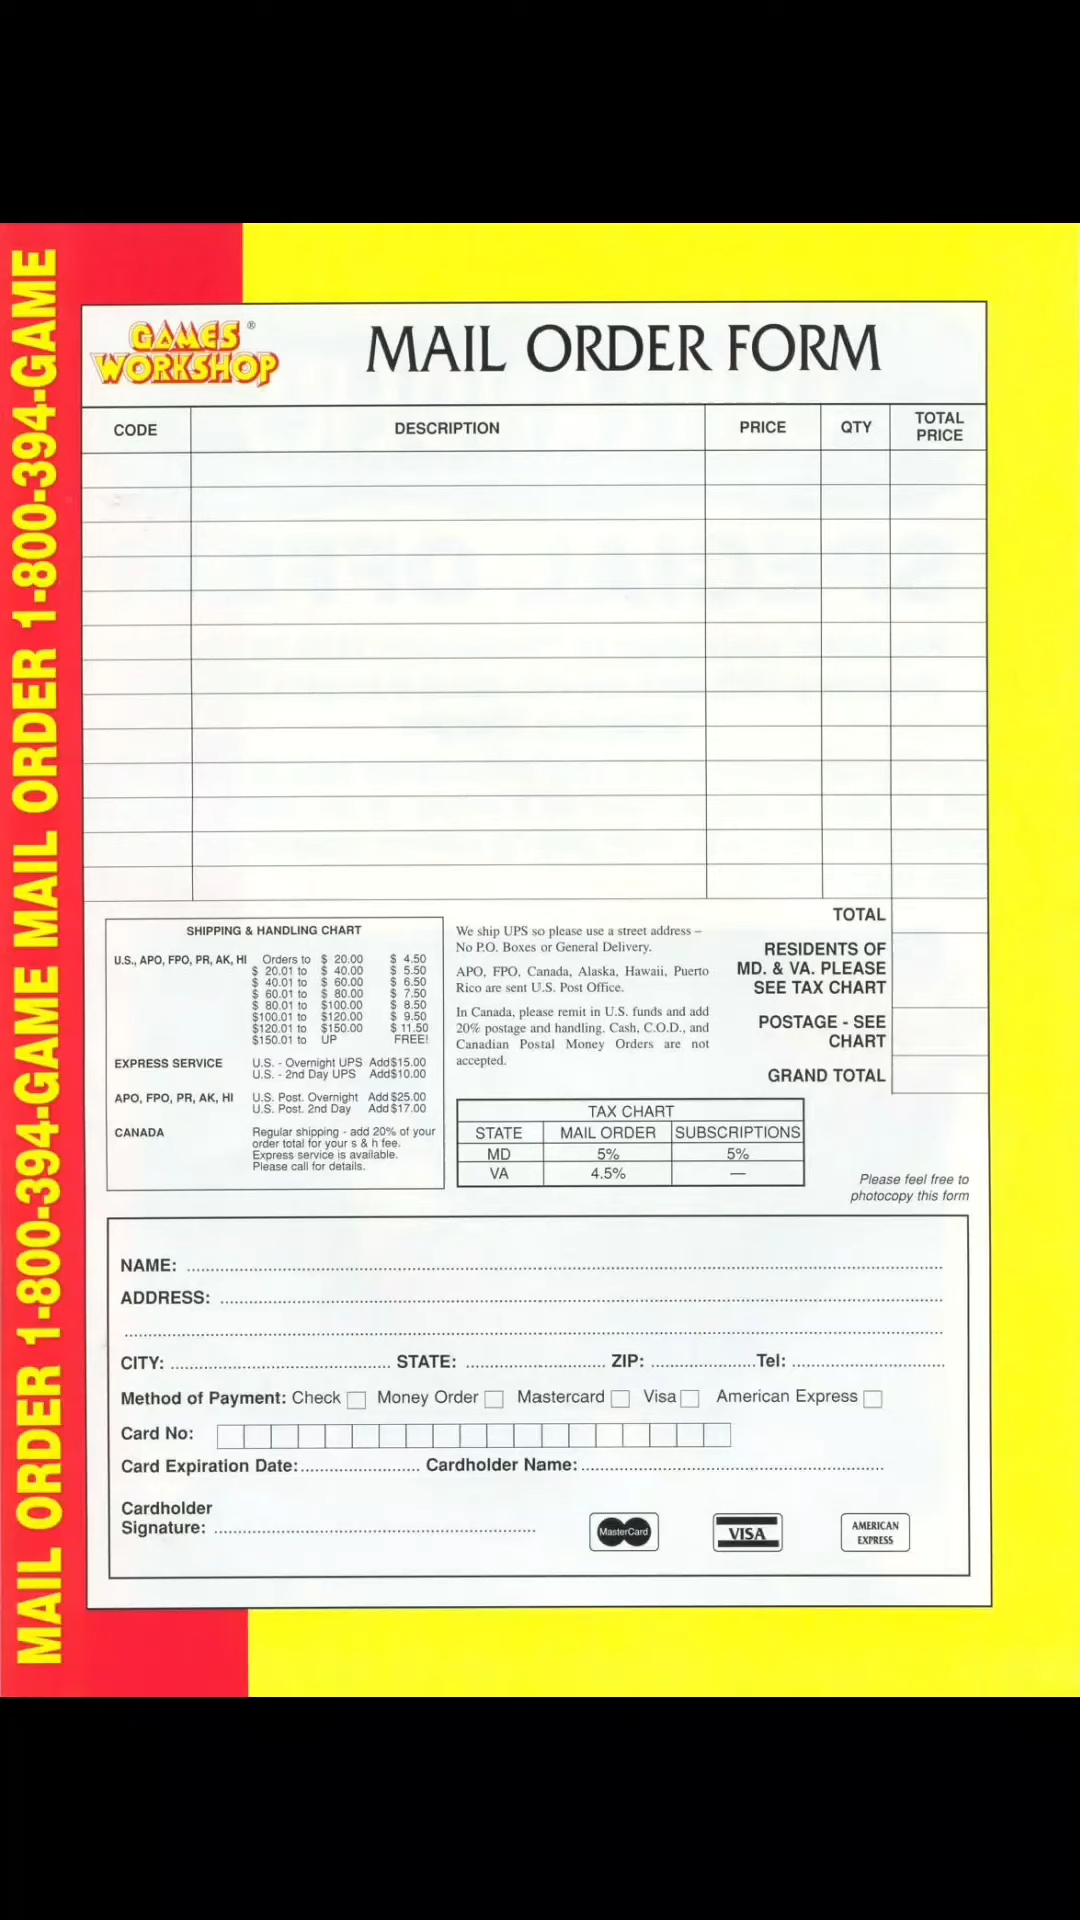 MAIL ORDER 1-800-394-GAME MAIL ORDER 1-800-394-GAME
GAMES ®
WORKSHOP
MAIL ORDER FORM
CODE DESCRIPTION PRICE QTY TOTAL PRICE
TOTAL
RESIDENTS OF
MD. & VA. PLEASE
SEE TAX CHART
POSTAGE - SEE
CHART
GRAND TOTAL
SHIPPING & HANDLING CHART
U.S., APO, FPO, PR, AK, HI Orders to $ 20.00 $ 4.50
$ 20.01 to $ 40.00 $ 5.50
$ 40.01 to $ 60.00 $ 6.50
$ 60.01 to $ 80.00 $ 7.50
$ 80.01 to $100.00 $ 8.50
$100.01 to $120.00 $ 9.50
$120.01 to $150.00 $ 11.50
$150.01 to UP FREE!
EXPRESS SERVICE U.S. - Overnight UPS Add $15.00
U.S. - 2nd Day UPS Add $10.00
APO, FPO, PR, AK, HI U.S. Post. Overnight Add $25.00
U.S. Post. 2nd Day Add $17.00
CANADA Regular shipping - add 20% of your
order total for your s & h fee.
Express service is available.
Please call for details.
We ship UPS so please use a street address –
No P.O. Boxes or General Delivery.
APO, FPO, Canada, Alaska, Hawaii, Puerto
Rico are sent U.S. Post Office.
In Canada, please remit in U.S. funds and add
20% postage and handling. Cash, C.O.D., and
Canadian Postal Money Orders are not
accepted.
TAX CHART
STATE MAIL ORDER SUBSCRIPTIONS
MD 5% 5%
VA 4.5% —
Please feel free to
photocopy this form
NAME:
ADDRESS:
CITY: STATE: ZIP: Tel:
Method of Payment: Check Money Order Mastercard Visa American Express
Card No:
Card Expiration Date: Cardholder Name:
Cardholder
Signature:
MasterCard VISA AMERICAN
EXPRESS